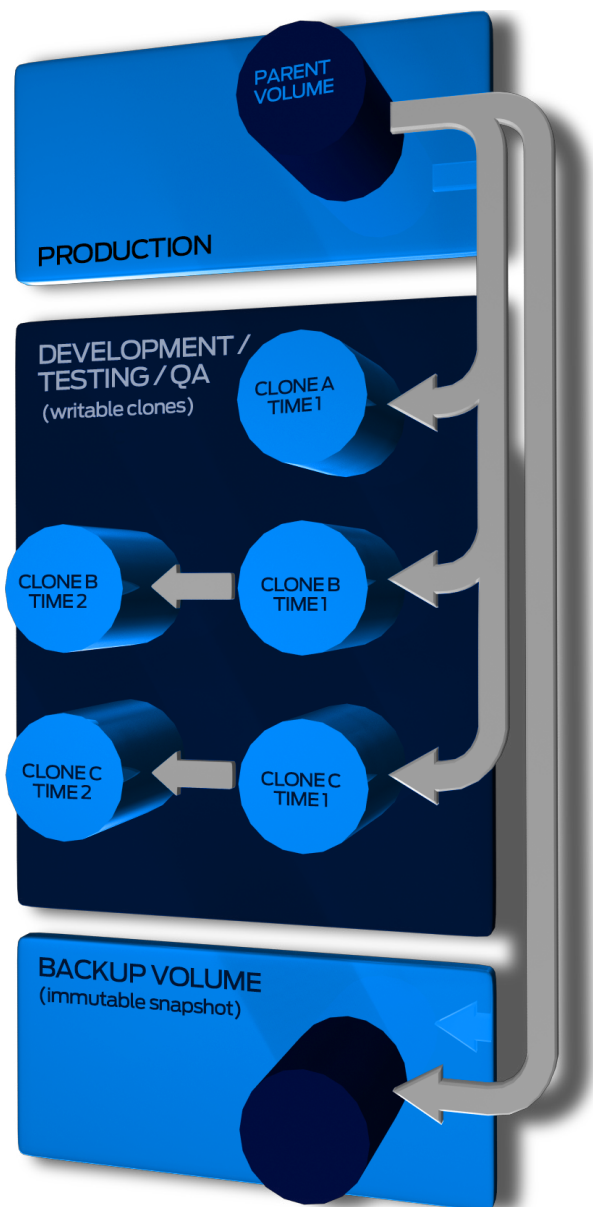 PARENT
VOLUME
PRODUCTION
DEVELOPMENT /
TESTING / QA
(writable clones)
CLONE A
TIME 1
CLONE B
TIME 2
CLONE B
TIME 1
CLONE C
TIME 2
CLONE C
TIME 1
BACKUP VOLUME
(immutable snapshot)